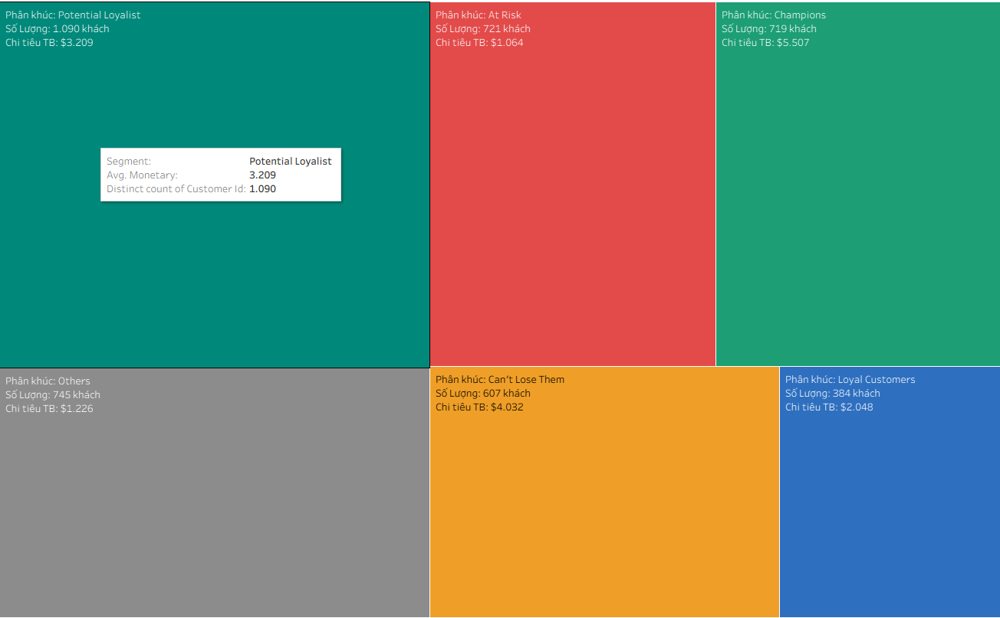 Phân khúc: Potential Loyalist
Số Lượng: 1.090 khách
Chi tiêu TB: $3.209
Phân khúc: At Risk
Số Lượng: 721 khách
Chi tiêu TB: $1.064
Phân khúc: Champions
Số Lượng: 719 khách
Chi tiêu TB: $5.507
Segment: Potential Loyalist
Avg. Monetary: 3.209
Distinct count of Customer Id: 1.090
Phân khúc: Others
Số Lượng: 745 khách
Chi tiêu TB: $1.226
Phân khúc: Can't Lose Them
Số Lượng: 607 khách
Chi tiêu TB: $4.032
Phân khúc: Loyal Customers
Số Lượng: 384 khách
Chi tiêu TB: $2.048